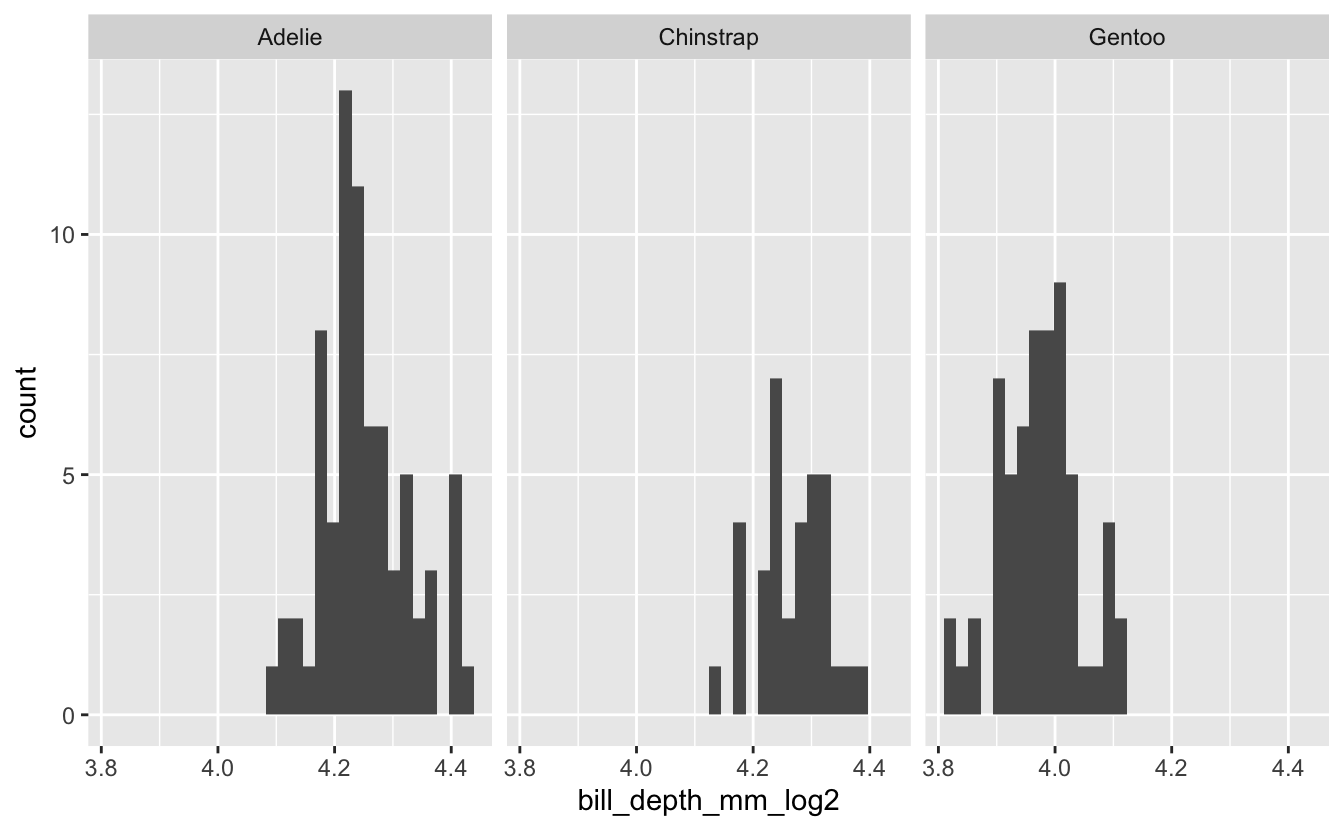 Adelie Chinstrap Gentoo
10
5
0
count
3.8 4.0 4.2 4.4 3.8 4.0 4.2 4.4 3.8 4.0 4.2 4.4
bill_depth_mm_log2